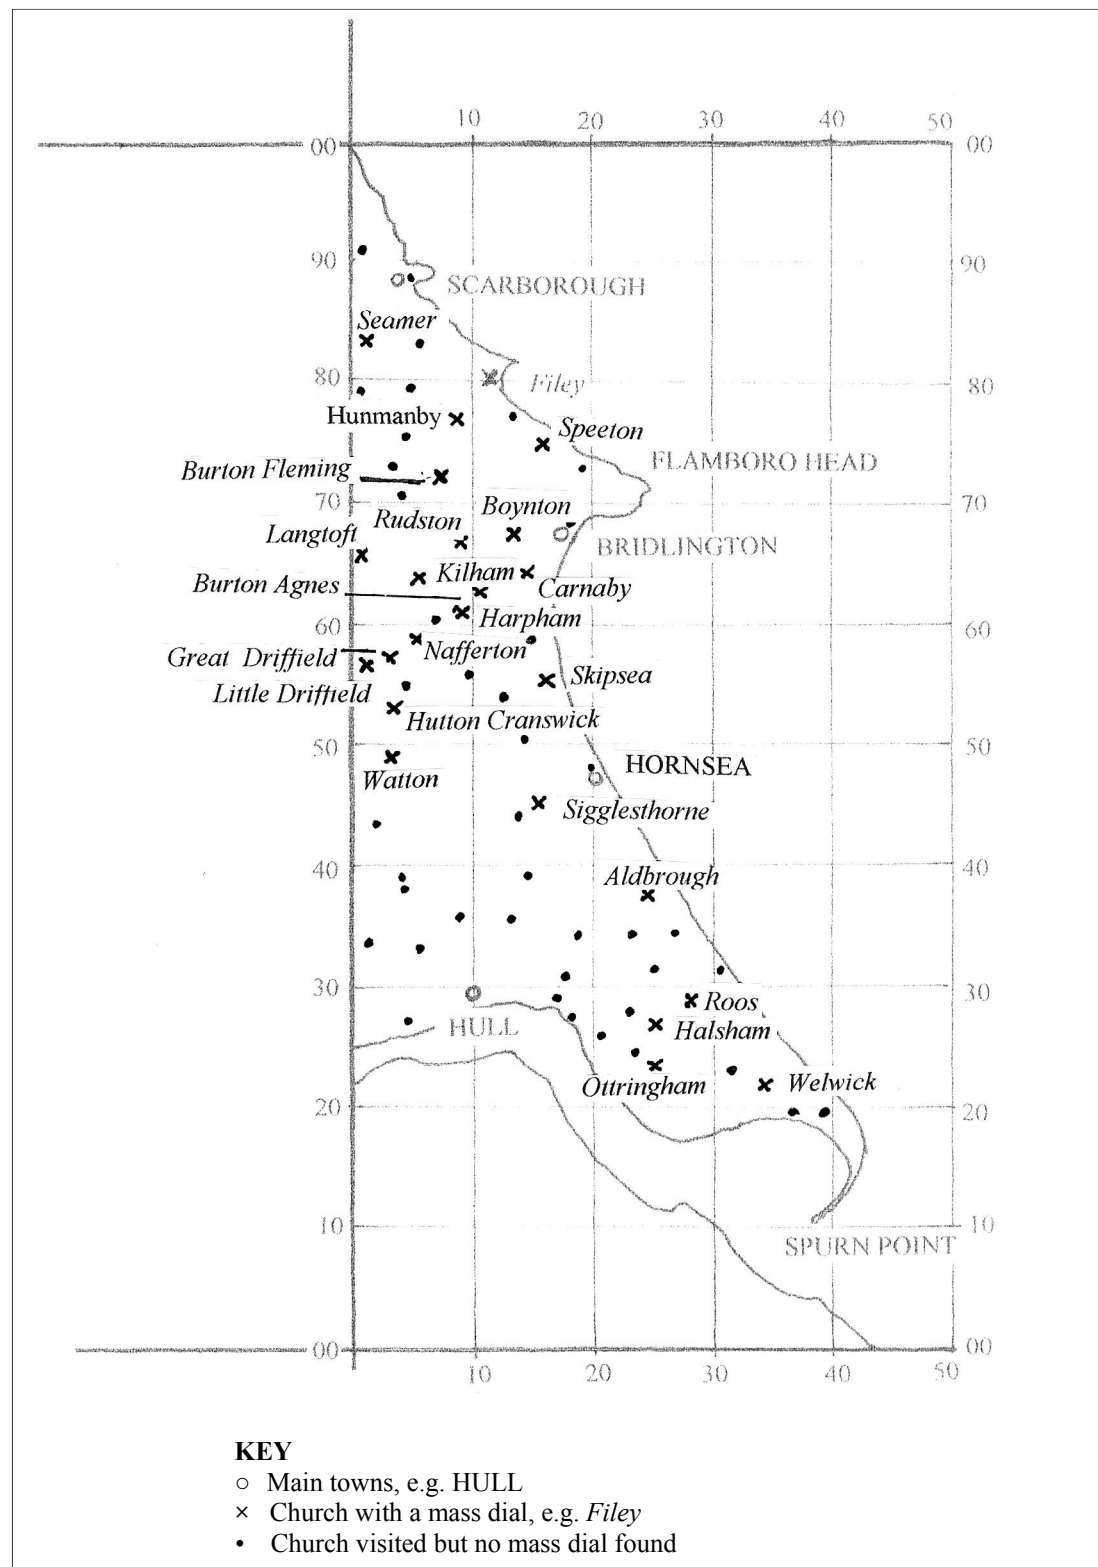 10 20 30 40 50
00 00
90 90
SCARBOROUGH
Seamer
80 Filey 80
Hunmanby
Speeton
Burton Fleming FLAMBORO HEAD
70 Boynton 70
Rudston
Langtoft BRIDLINGTON
Kilham
Burton Agnes Carnaby
Harpham
60 60
Great Driffield Nafferton
Skipsea
Little Driffield
Hutton Cranswick
50 50
HORNSEA
Watton
Sigglesthorne
40 40
Aldbrough
30 30
Roos
HULL Halsham
Ottringham Welwick
20 20
10 10
SPURN POINT
00 00
10 20 30 40 50
KEY
○ Main towns, e.g. HULL
× Church with a mass dial, e.g. Filey
• Church visited but no mass dial found